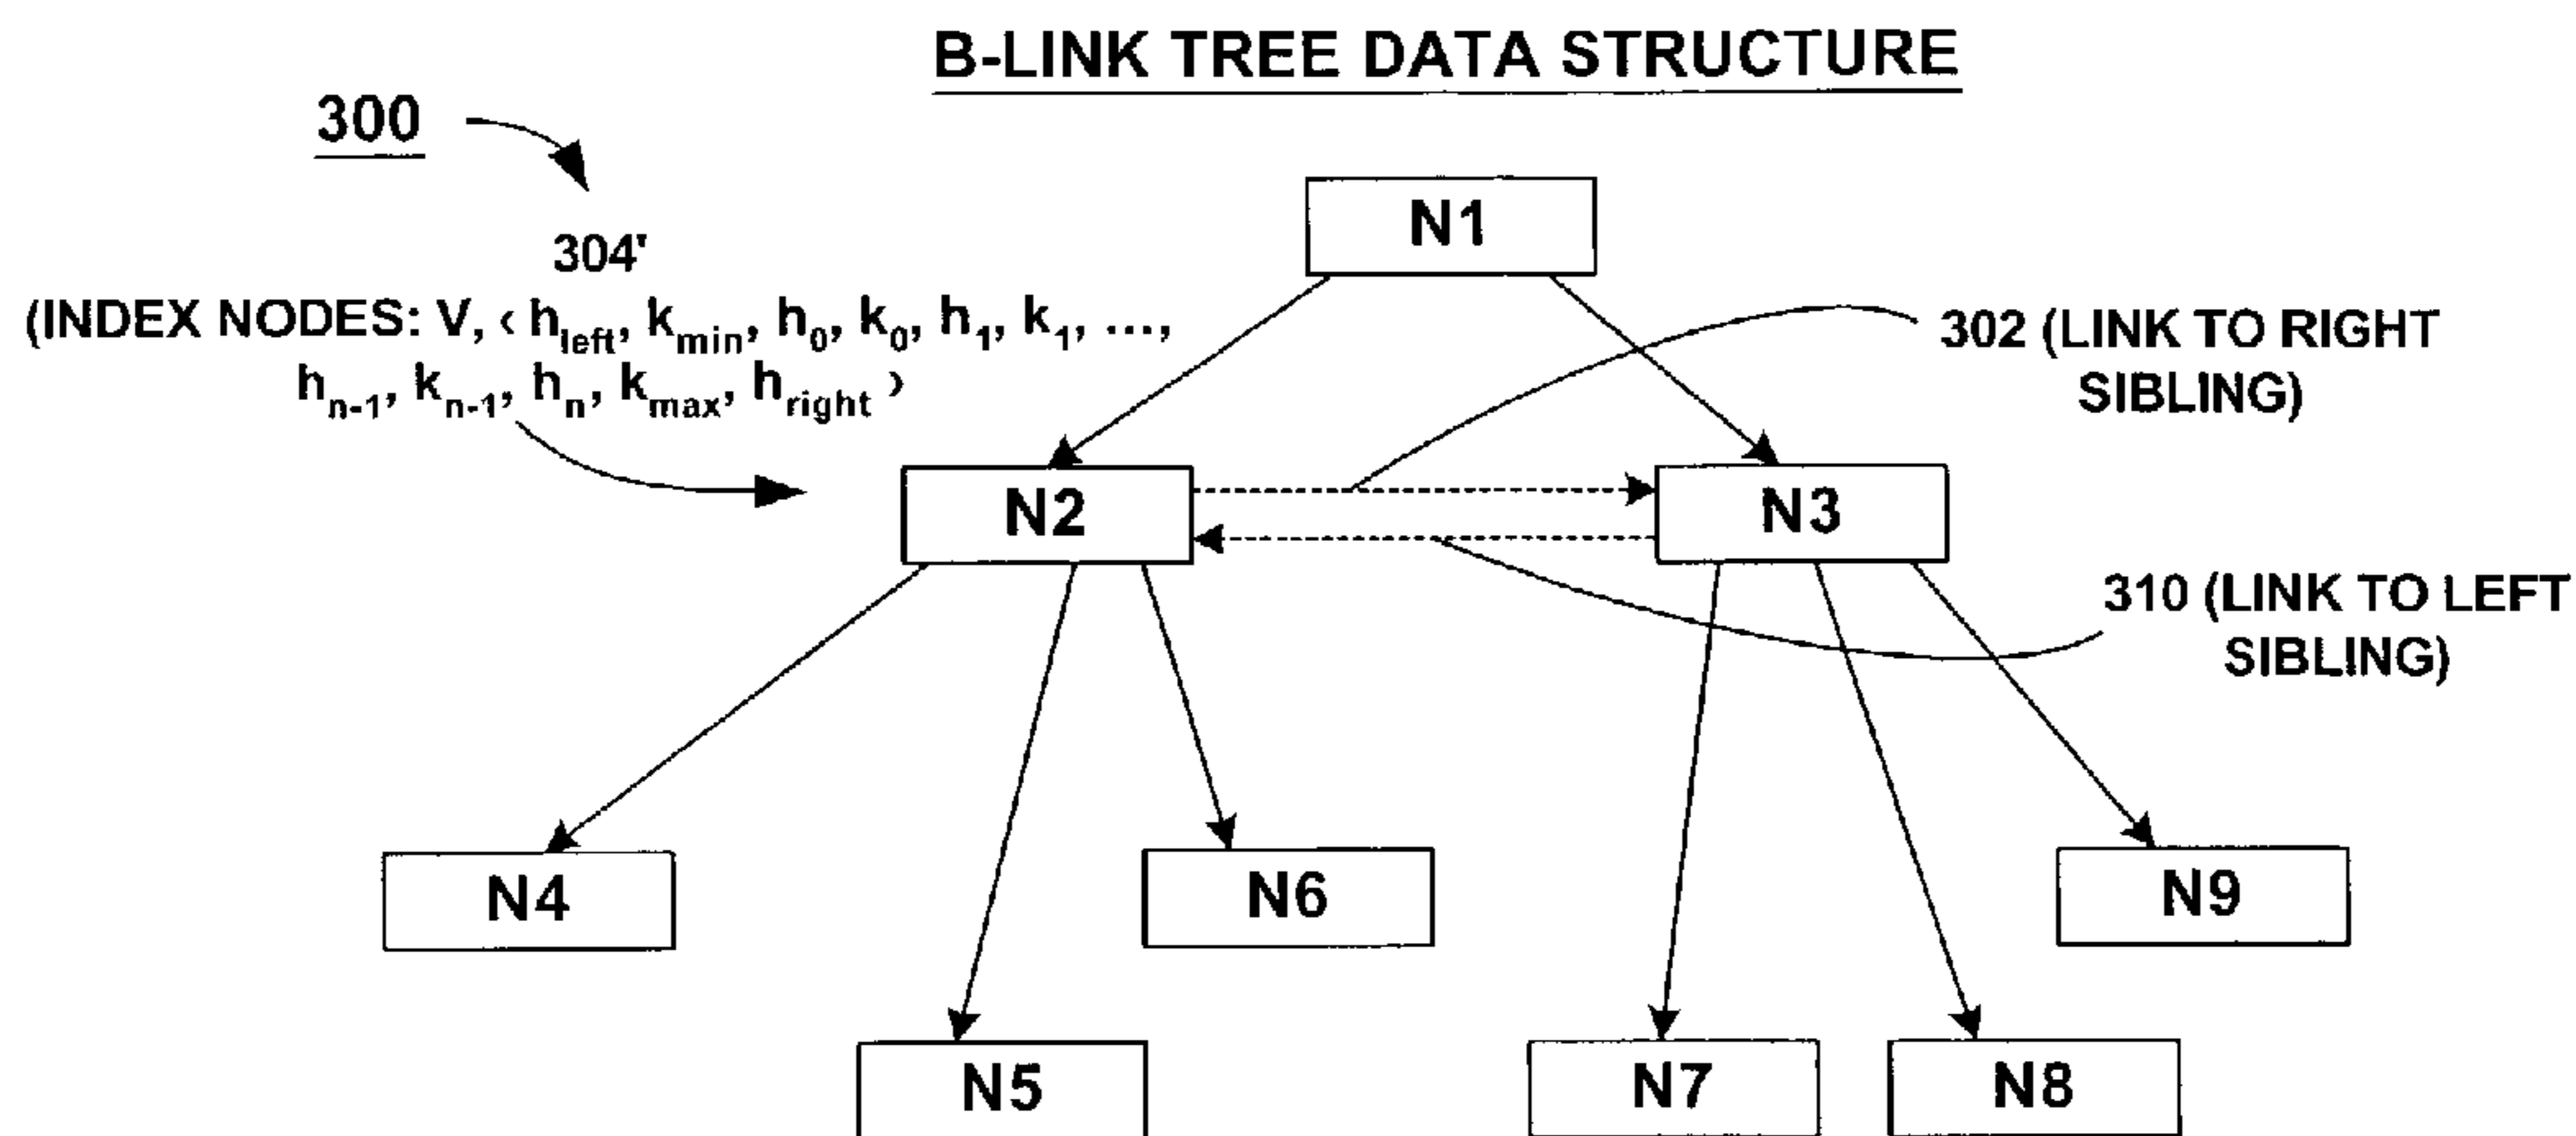 B-LINK TREE DATA STRUCTURE
300
304'
(INDEX NODES: V, ‹ h_left, k_min, h_0, k_0, h_1, k_1, ...,
h_n-1, k_n-1, h_n, k_max, h_right ›
N1
302 (LINK TO RIGHT
SIBLING)
N2
N3
310 (LINK TO LEFT
SIBLING)
N4
N6
N9
N5
N7
N8